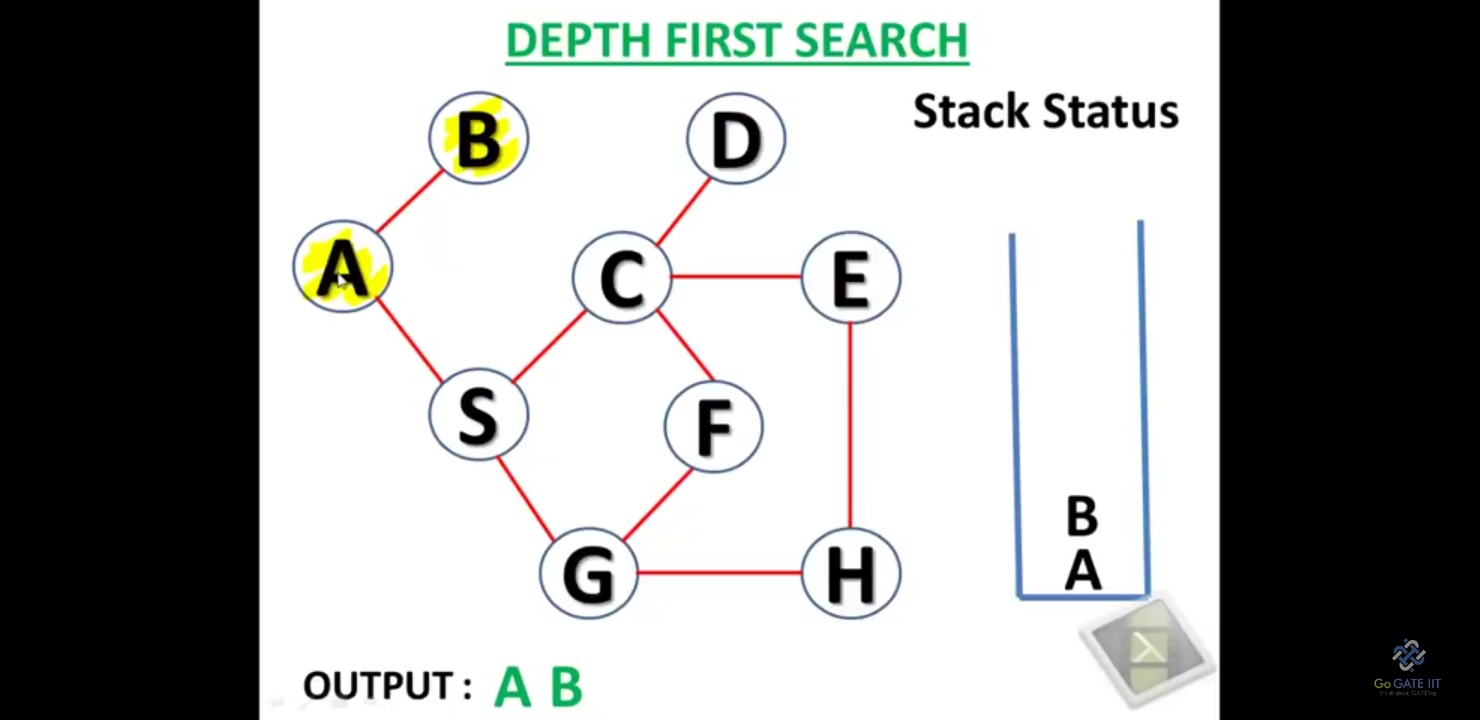 DEPTH FIRST SEARCH
Stack Status
B
D
A
C
E
S
F
G
H
B
A
OUTPUT : A B
Go GATE IIT